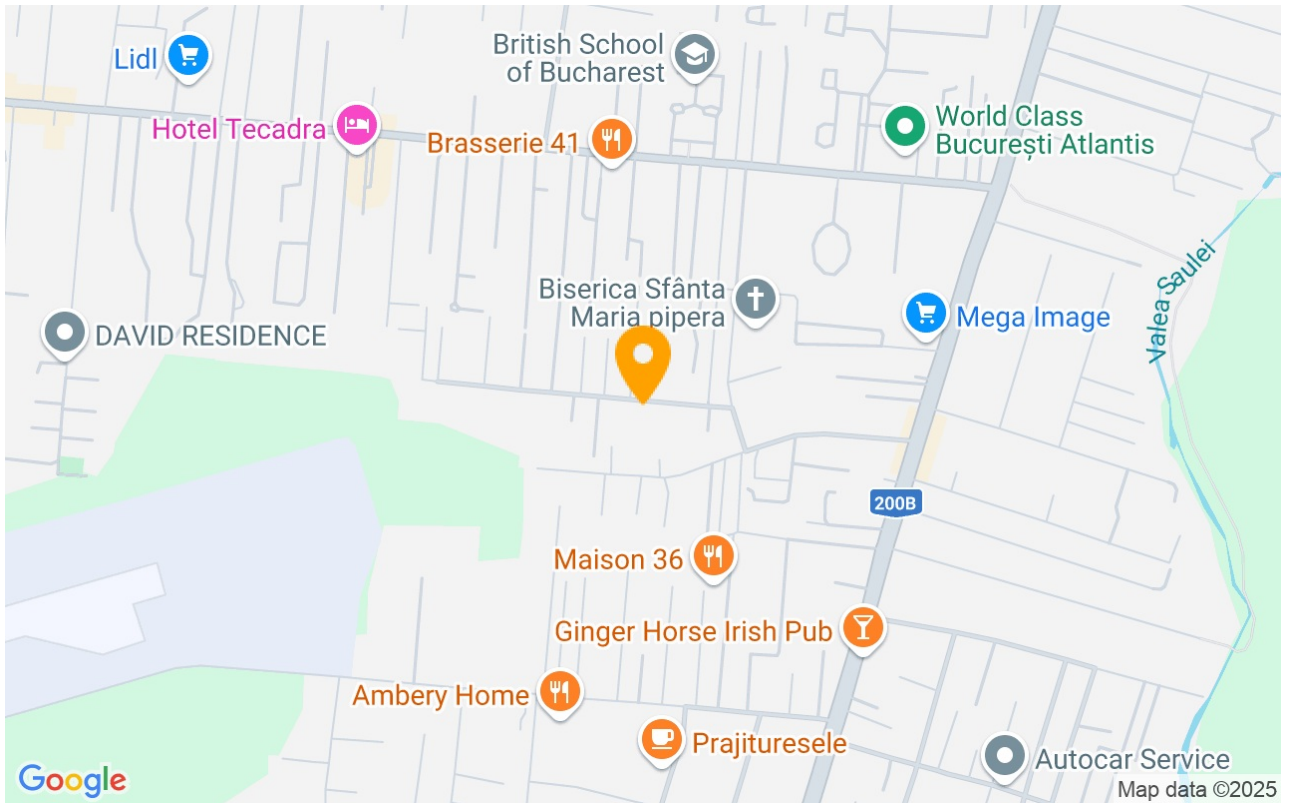 British School
of Bucharest
Lidl
World Class
București Atlantis
Hotel Tecadra
Brasserie 41
Valea Saulei
Biserica Sfânta
Maria pipera
Mega Image
DAVID RESIDENCE
200B
Maison 36
Ginger Horse Irish Pub
Ambery Home
Prajituresele
Autocar Service
Google
Map data ©2025